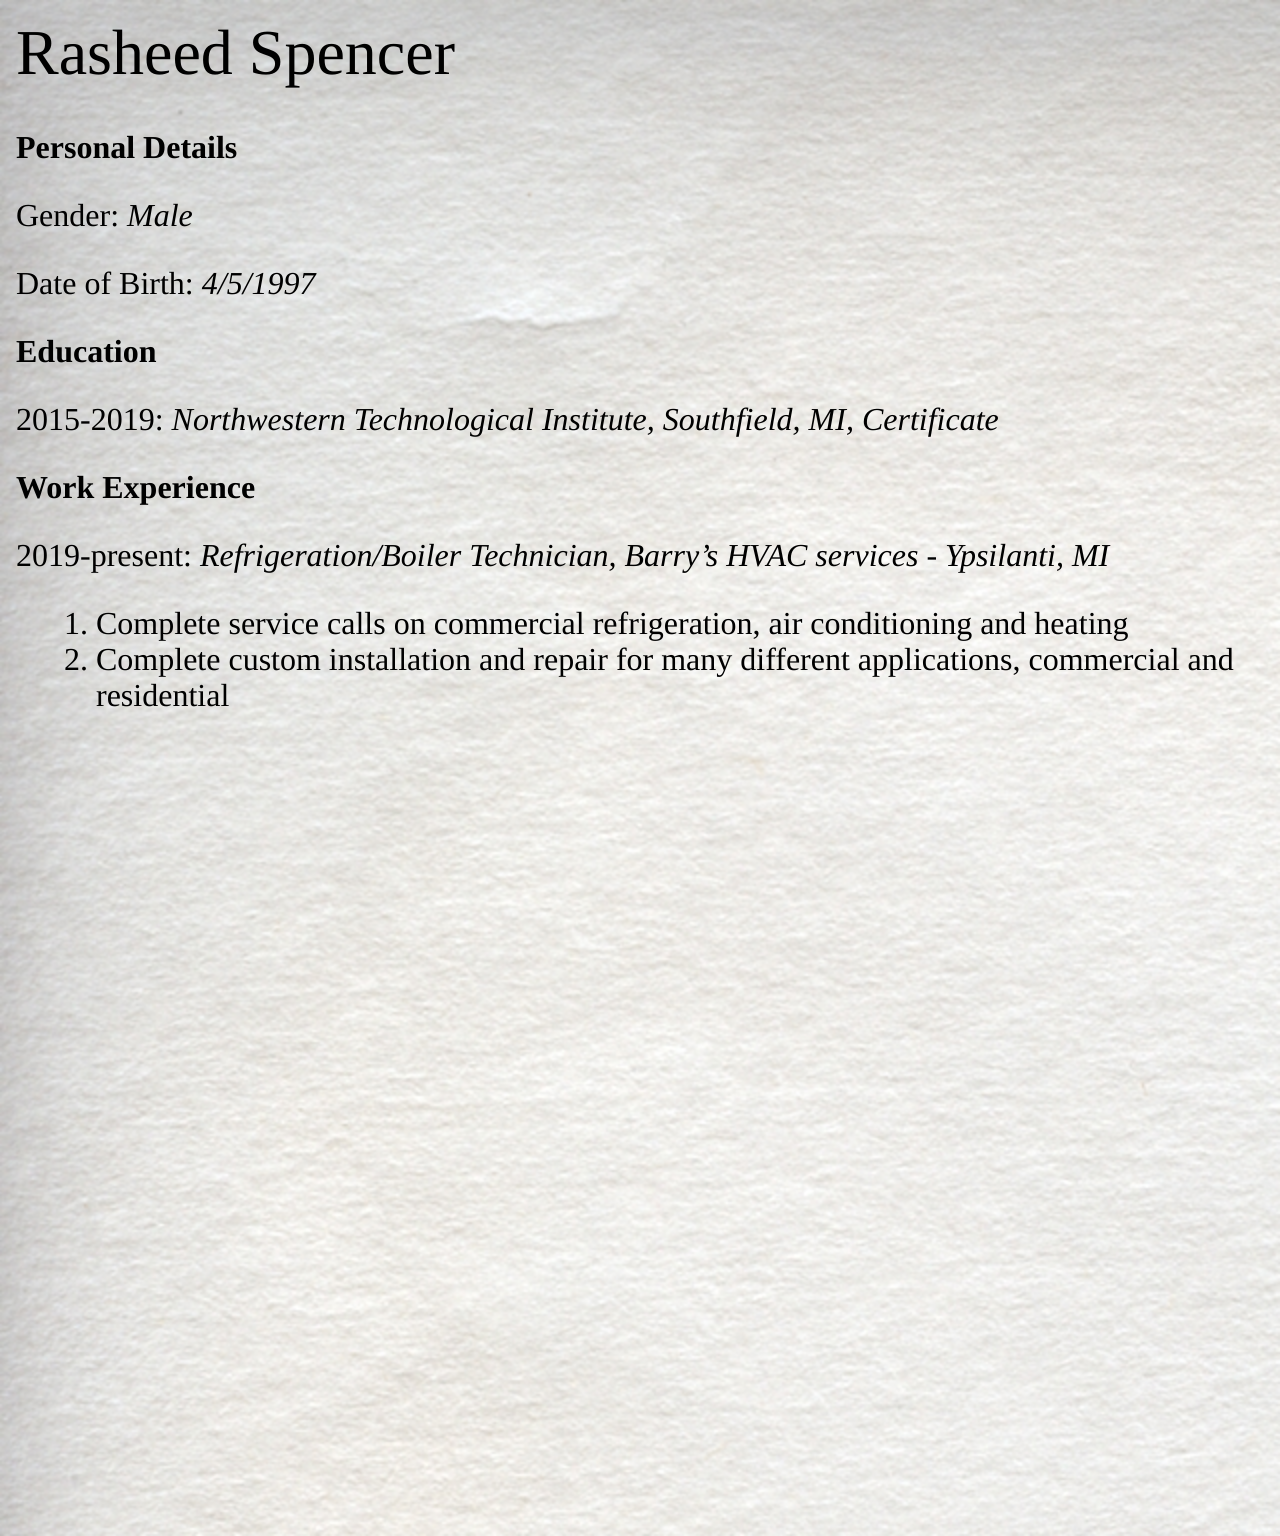 Rasheed Spencer
Personal Details
Gender: Male
Date of Birth: 4/5/1997
Education
2015-2019: Northwestern Technological Institute, Southfield, MI, Certificate
Work Experience
2019-present: Refrigeration/Boiler Technician, Barry’s HVAC services - Ypsilanti, MI
1. Complete service calls on commercial refrigeration, air conditioning and heating
2. Complete custom installation and repair for many different applications, commercial and
residential